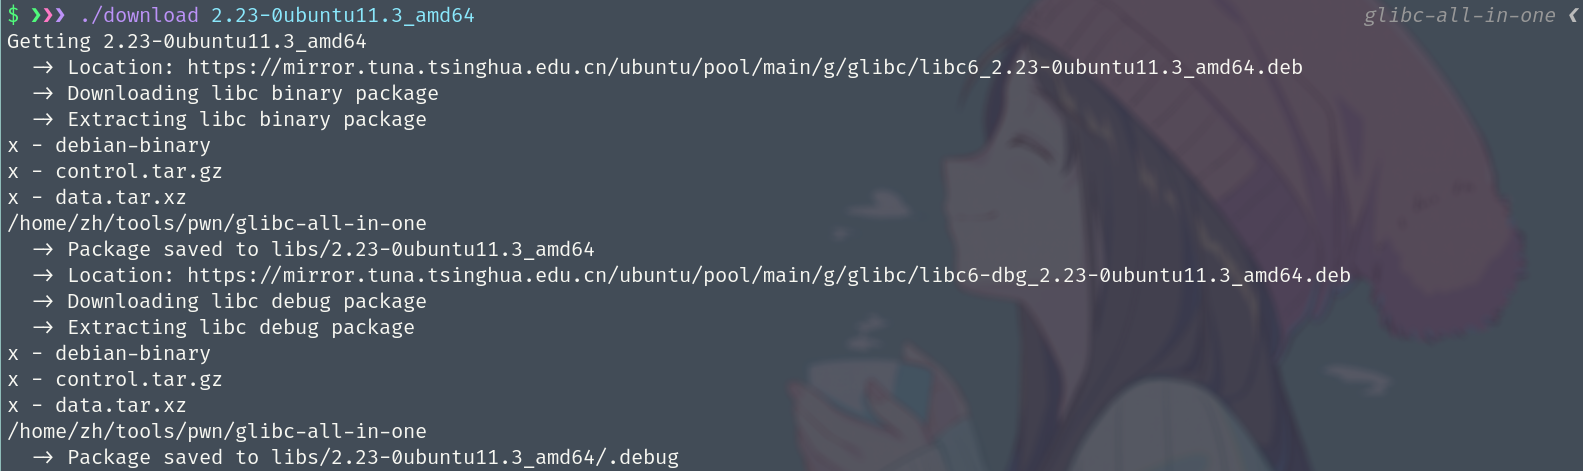 $ ❯❯❯ ./download 2.23-0ubuntu11.3_amd64 glibc-all-in-one ❮
Getting 2.23-0ubuntu11.3_amd64
→ Location: https://mirror.tuna.tsinghua.edu.cn/ubuntu/pool/main/g/glibc/libc6_2.23-0ubuntu11.3_amd64.deb
→ Downloading libc binary package
→ Extracting libc binary package
x - debian-binary
x - control.tar.gz
x - data.tar.xz
/home/zh/tools/pwn/glibc-all-in-one
→ Package saved to libs/2.23-0ubuntu11.3_amd64
→ Location: https://mirror.tuna.tsinghua.edu.cn/ubuntu/pool/main/g/glibc/libc6-dbg_2.23-0ubuntu11.3_amd64.deb
→ Downloading libc debug package
→ Extracting libc debug package
x - debian-binary
x - control.tar.gz
x - data.tar.xz
/home/zh/tools/pwn/glibc-all-in-one
→ Package saved to libs/2.23-0ubuntu11.3_amd64/.debug